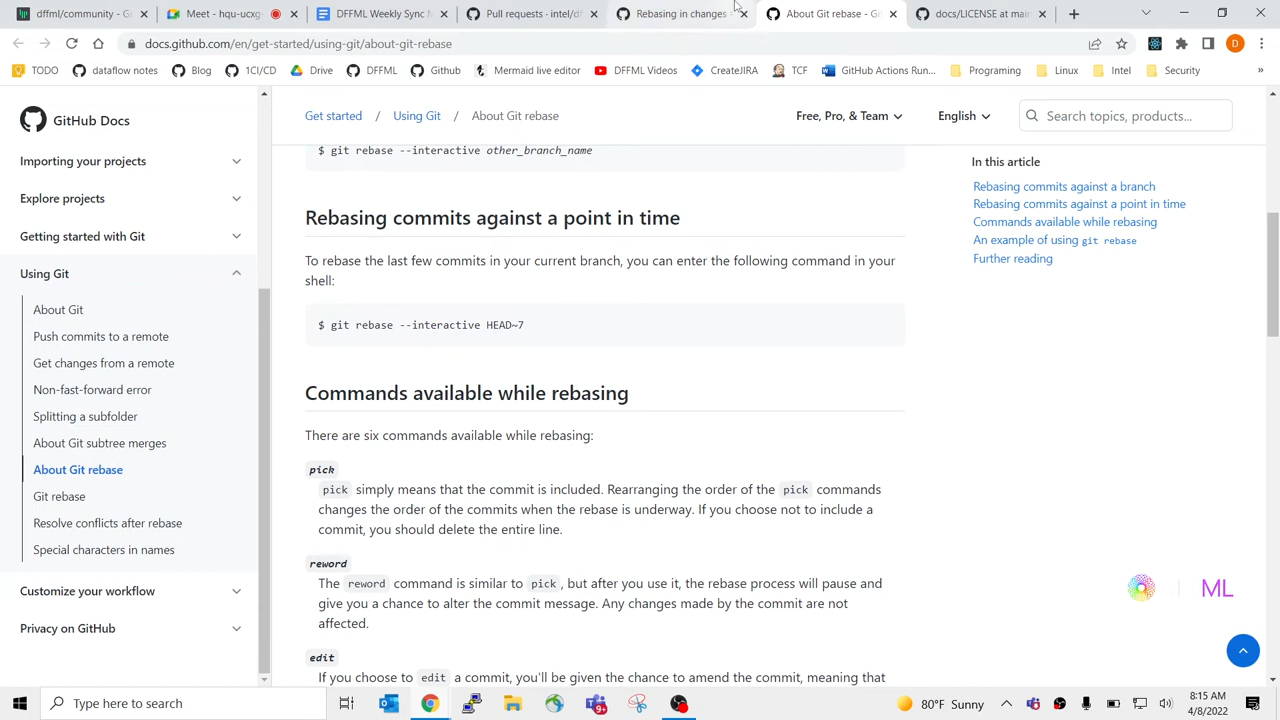 dffml/community - Gi
Meet - hqu-ucxg
DFFML Weekly Sync M
Pull requests - intel/df
Rebasing in changes
About Git rebase - Git
docs/LICENSE at main
docs.github.com/en/get-started/using-git/about-git-rebase
TODO
dataflow notes
Blog
1CI/CD
Drive
DFFML
Github
Mermaid live editor
DFFML Videos
CreateJIRA
TCF
GitHub Actions Run...
Programing
Linux
Intel
Security
»
D
GitHub Docs
Get started / Using Git / About Git rebase
Free, Pro, & Team
English
Search topics, products...
Importing your projects
Explore projects
Getting started with Git
Using Git
About Git
Push commits to a remote
Get changes from a remote
Non-fast-forward error
Splitting a subfolder
About Git subtree merges
About Git rebase
Git rebase
Resolve conflicts after rebase
Special characters in names
Customize your workflow
Privacy on GitHub
$ git rebase --interactive other_branch_name
Rebasing commits against a point in time
To rebase the last few commits in your current branch, you can enter the following command in your
shell:
$ git rebase --interactive HEAD~7
Commands available while rebasing
There are six commands available while rebasing:
pick
pick simply means that the commit is included. Rearranging the order of the pick commands
changes the order of the commits when the rebase is underway. If you choose not to include a
commit, you should delete the entire line.
reword
The reword command is similar to pick , but after you use it, the rebase process will pause and
give you a chance to alter the commit message. Any changes made by the commit are not
affected.
edit
If you choose to edit a commit, you'll be given the chance to amend the commit, meaning that
In this article
Rebasing commits against a branch
Rebasing commits against a point in time
Commands available while rebasing
An example of using git rebase
Further reading
ML
Type here to search
9+
80°F Sunny
8:15 AM
4/8/2022